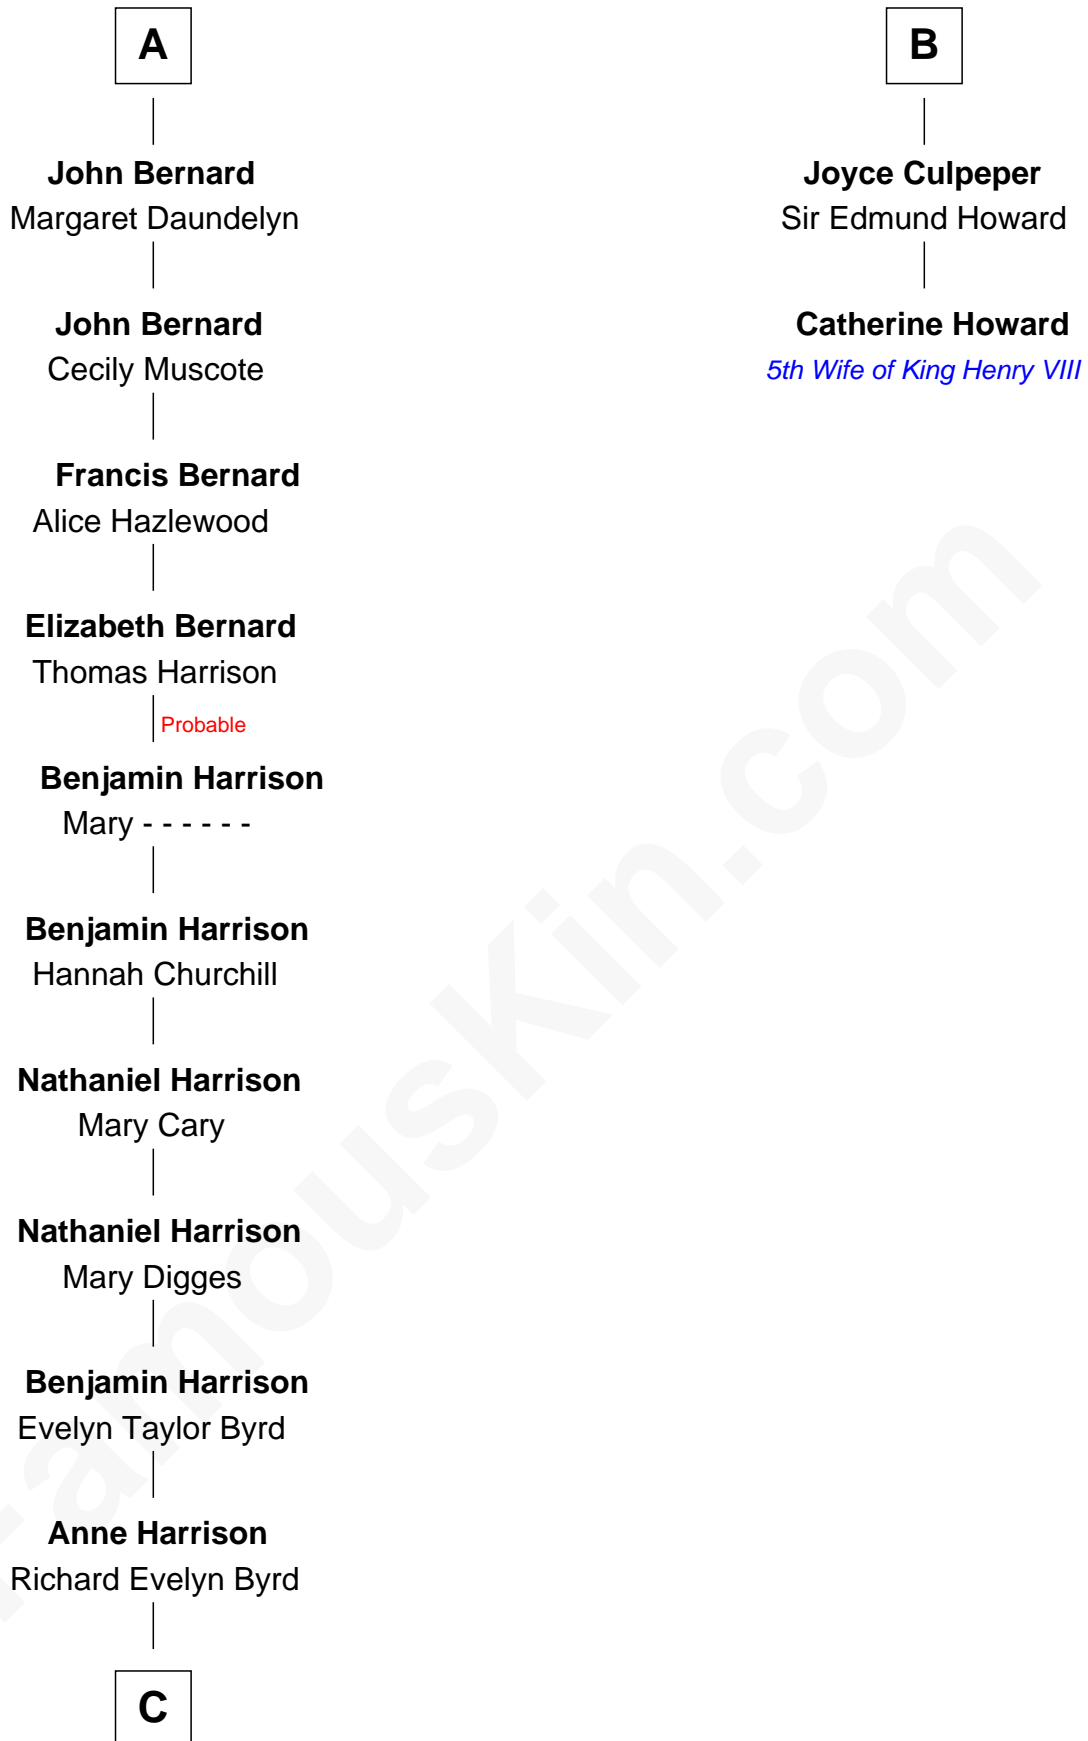 A
John Bernard
Margaret Daundelyn
John Bernard
Cecily Muscote
Francis Bernard
Alice Hazlewood
Elizabeth Bernard
Thomas Harrison
Probable
Benjamin Harrison
Mary - - - - - -
Benjamin Harrison
Hannah Churchill
Nathaniel Harrison
Mary Cary
Nathaniel Harrison
Mary Digges
Benjamin Harrison
Evelyn Taylor Byrd
Anne Harrison
Richard Evelyn Byrd
C
B
Joyce Culpeper
Sir Edmund Howard
Catherine Howard
5th Wife of King Henry VIII
FamousKin.com